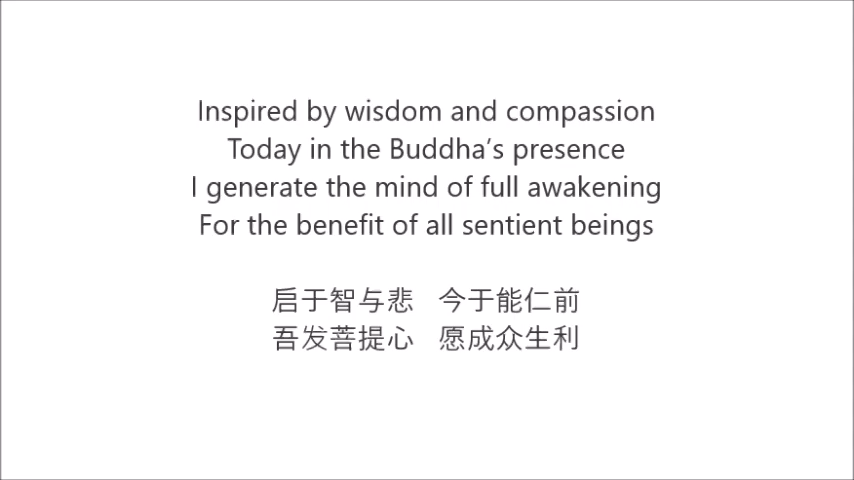 Inspired by wisdom and compassion
Today in the Buddha’s presence
I generate the mind of full awakening
For the benefit of all sentient beings
启于智与悲 今于能仁前
吾发菩提心 愿成众生利